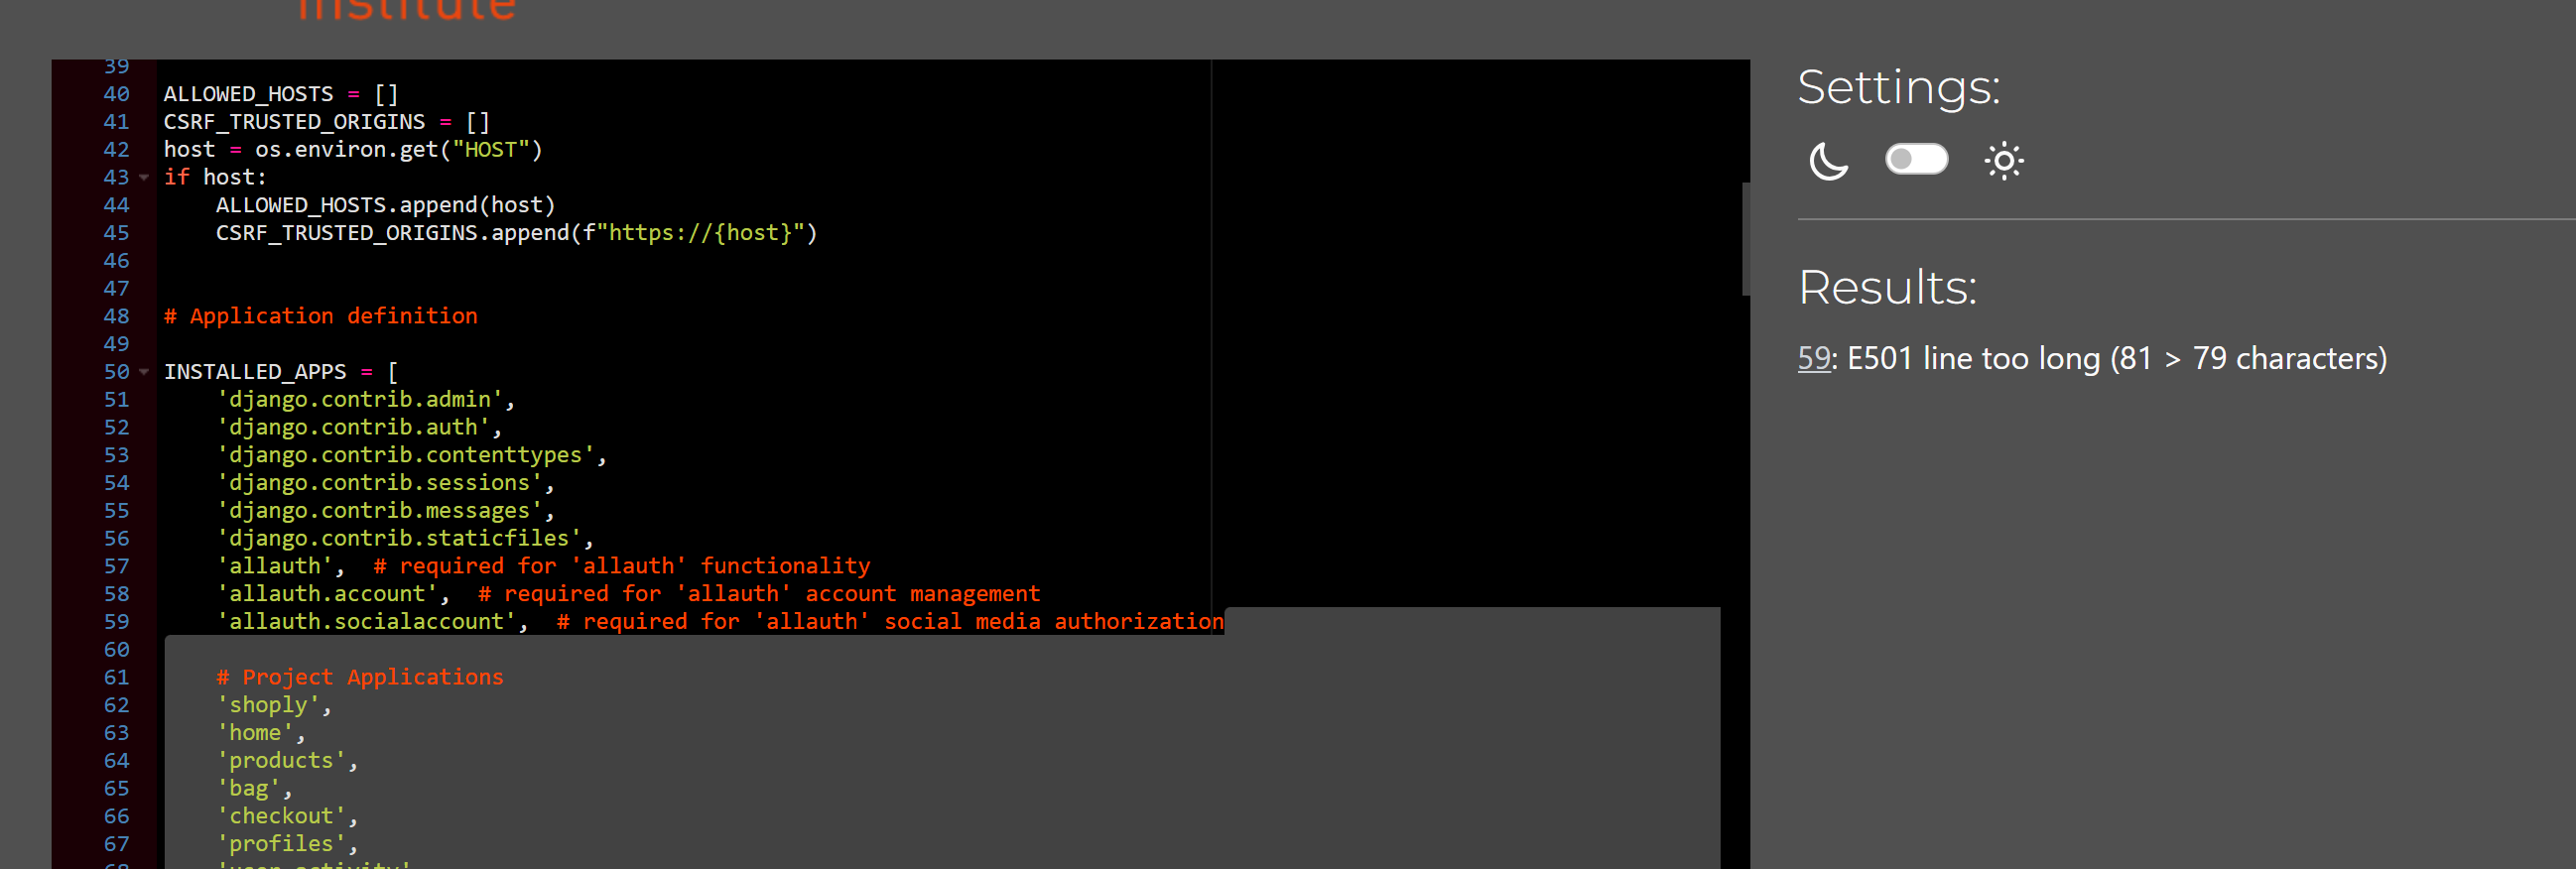 institute
39
40 ALLOWED_HOSTS = []
41 CSRF_TRUSTED_ORIGINS = []
42 host = os.environ.get("HOST")
43 if host:
44     ALLOWED_HOSTS.append(host)
45     CSRF_TRUSTED_ORIGINS.append(f"https://{host}")
46
47
48 # Application definition
49
50 INSTALLED_APPS = [
51     'django.contrib.admin',
52     'django.contrib.auth',
53     'django.contrib.contenttypes',
54     'django.contrib.sessions',
55     'django.contrib.messages',
56     'django.contrib.staticfiles',
57     'allauth',  # required for 'allauth' functionality
58     'allauth.account',  # required for 'allauth' account management
59     'allauth.socialaccount',  # required for 'allauth' social media authorization
60
61     # Project Applications
62     'shoply',
63     'home',
64     'products',
65     'bag',
66     'checkout',
67     'profiles',
68     'user_activity'
Settings:
Results:
59: E501 line too long (81 > 79 characters)